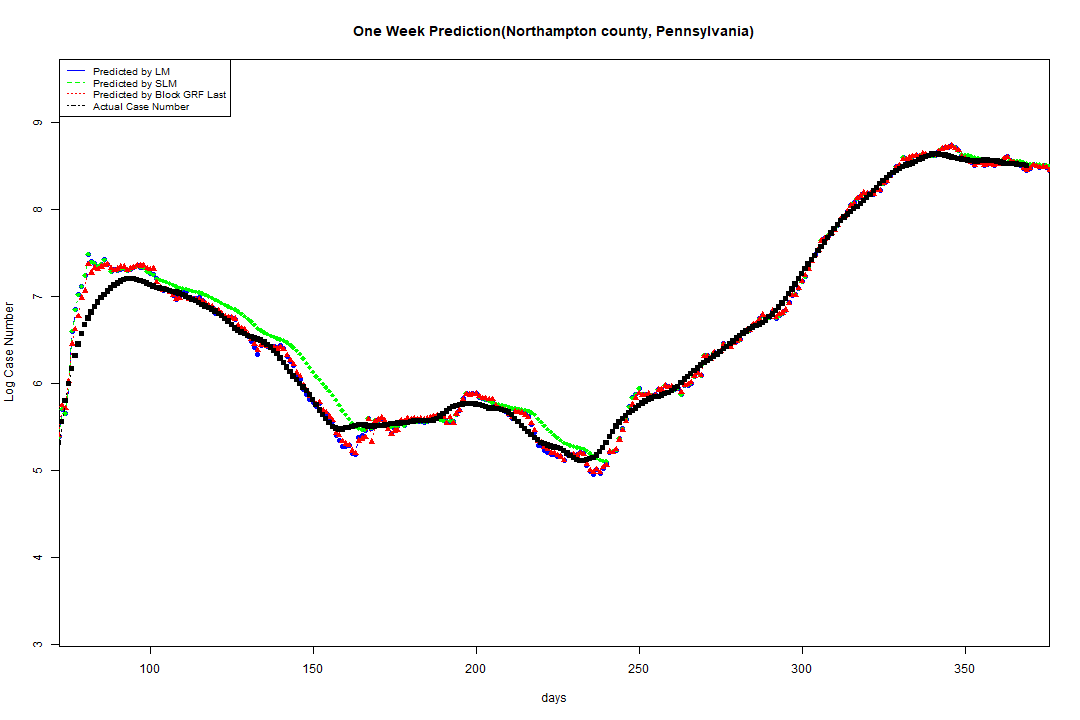 One Week Prediction(Northampton county, Pennsylvania)
Predicted by LM
Predicted by SLM
Predicted by Block GRF Last
Actual Case Number
9
8
7
6
5
4
3
Log Case Number
100 150 200 250 300 350
days